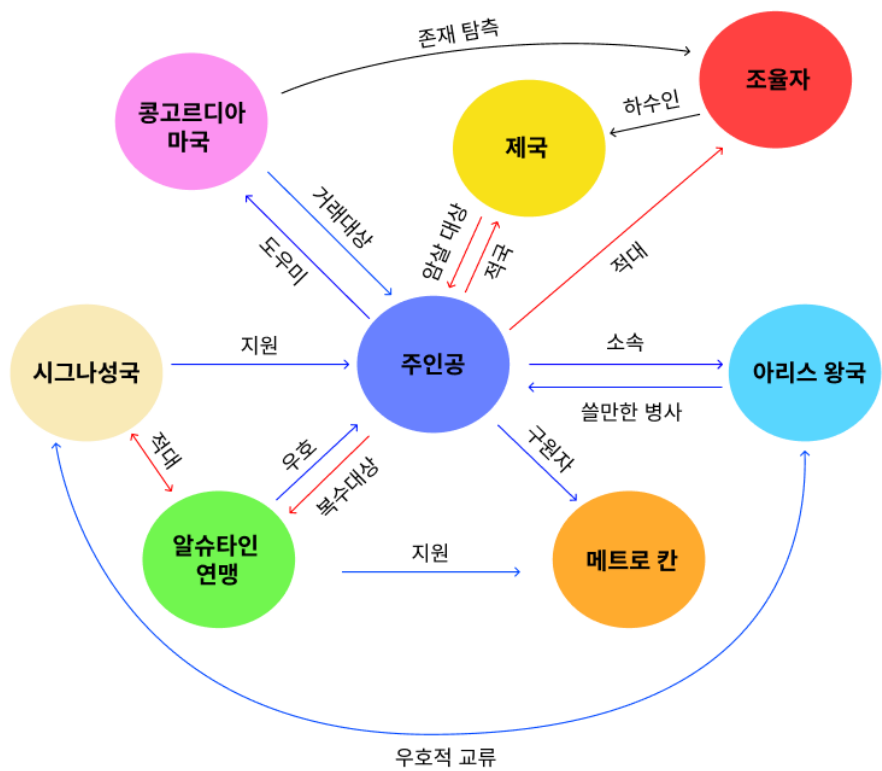 존재 탐측
조율자
콩고르디아
마국
하수인
제국
거래대상
도우미
암살 대상
적국
적대
시그나성국
지원
주인공
소속
아리스 왕국
쓸만한 병사
적대
우호
복수대상
구원자
알슈타인
연맹
지원
메트로 칸
우호적 교류